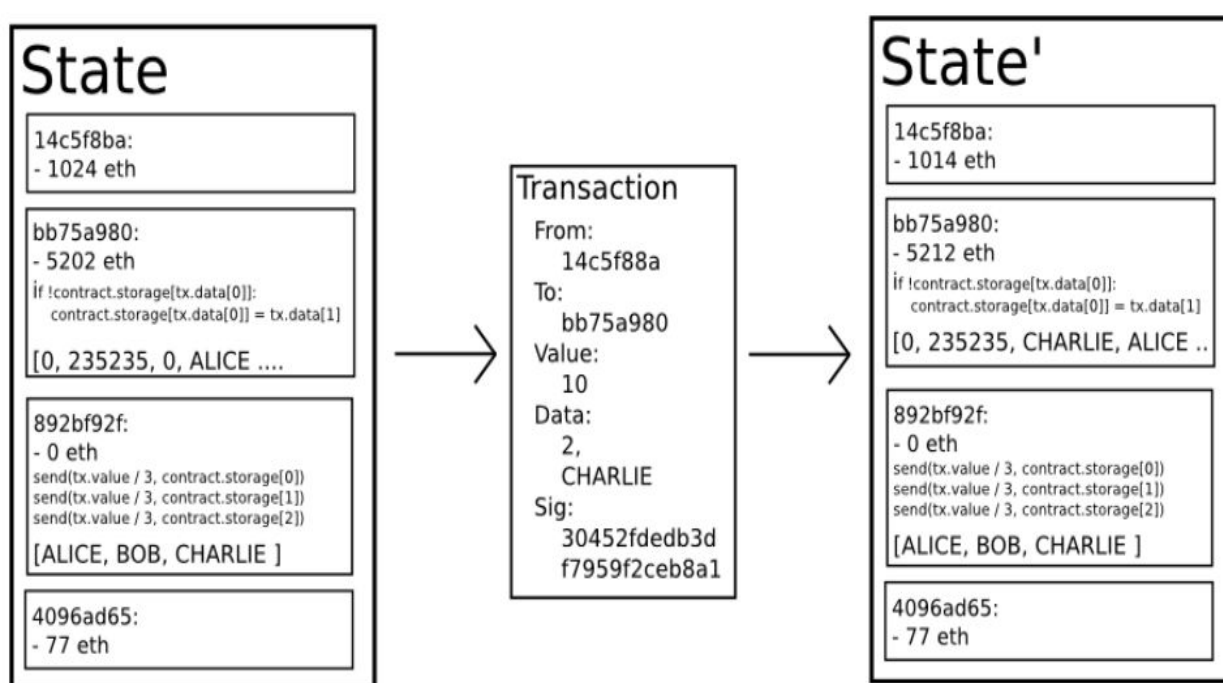 State
14c5f8ba:
- 1024 eth
bb75a980:
- 5202 eth
if !contract.storage[tx.data[0]]:
contract.storage[tx.data[0]] = tx.data[1]
[0, 235235, 0, ALICE ....
892bf92f:
- 0 eth
send(tx.value / 3, contract.storage[0])
send(tx.value / 3, contract.storage[1])
send(tx.value / 3, contract.storage[2])
[ALICE, BOB, CHARLIE ]
4096ad65:
- 77 eth
Transaction
From:
14c5f88a
To:
bb75a980
Value:
10
Data:
2,
CHARLIE
Sig:
30452fdedb3d
f7959f2ceb8a1
State'
14c5f8ba:
- 1014 eth
bb75a980:
- 5212 eth
if !contract.storage[tx.data[0]]:
contract.storage[tx.data[0]] = tx.data[1]
[0, 235235, CHARLIE, ALICE ..
892bf92f:
- 0 eth
send(tx.value / 3, contract.storage[0])
send(tx.value / 3, contract.storage[1])
send(tx.value / 3, contract.storage[2])
[ALICE, BOB, CHARLIE ]
4096ad65:
- 77 eth